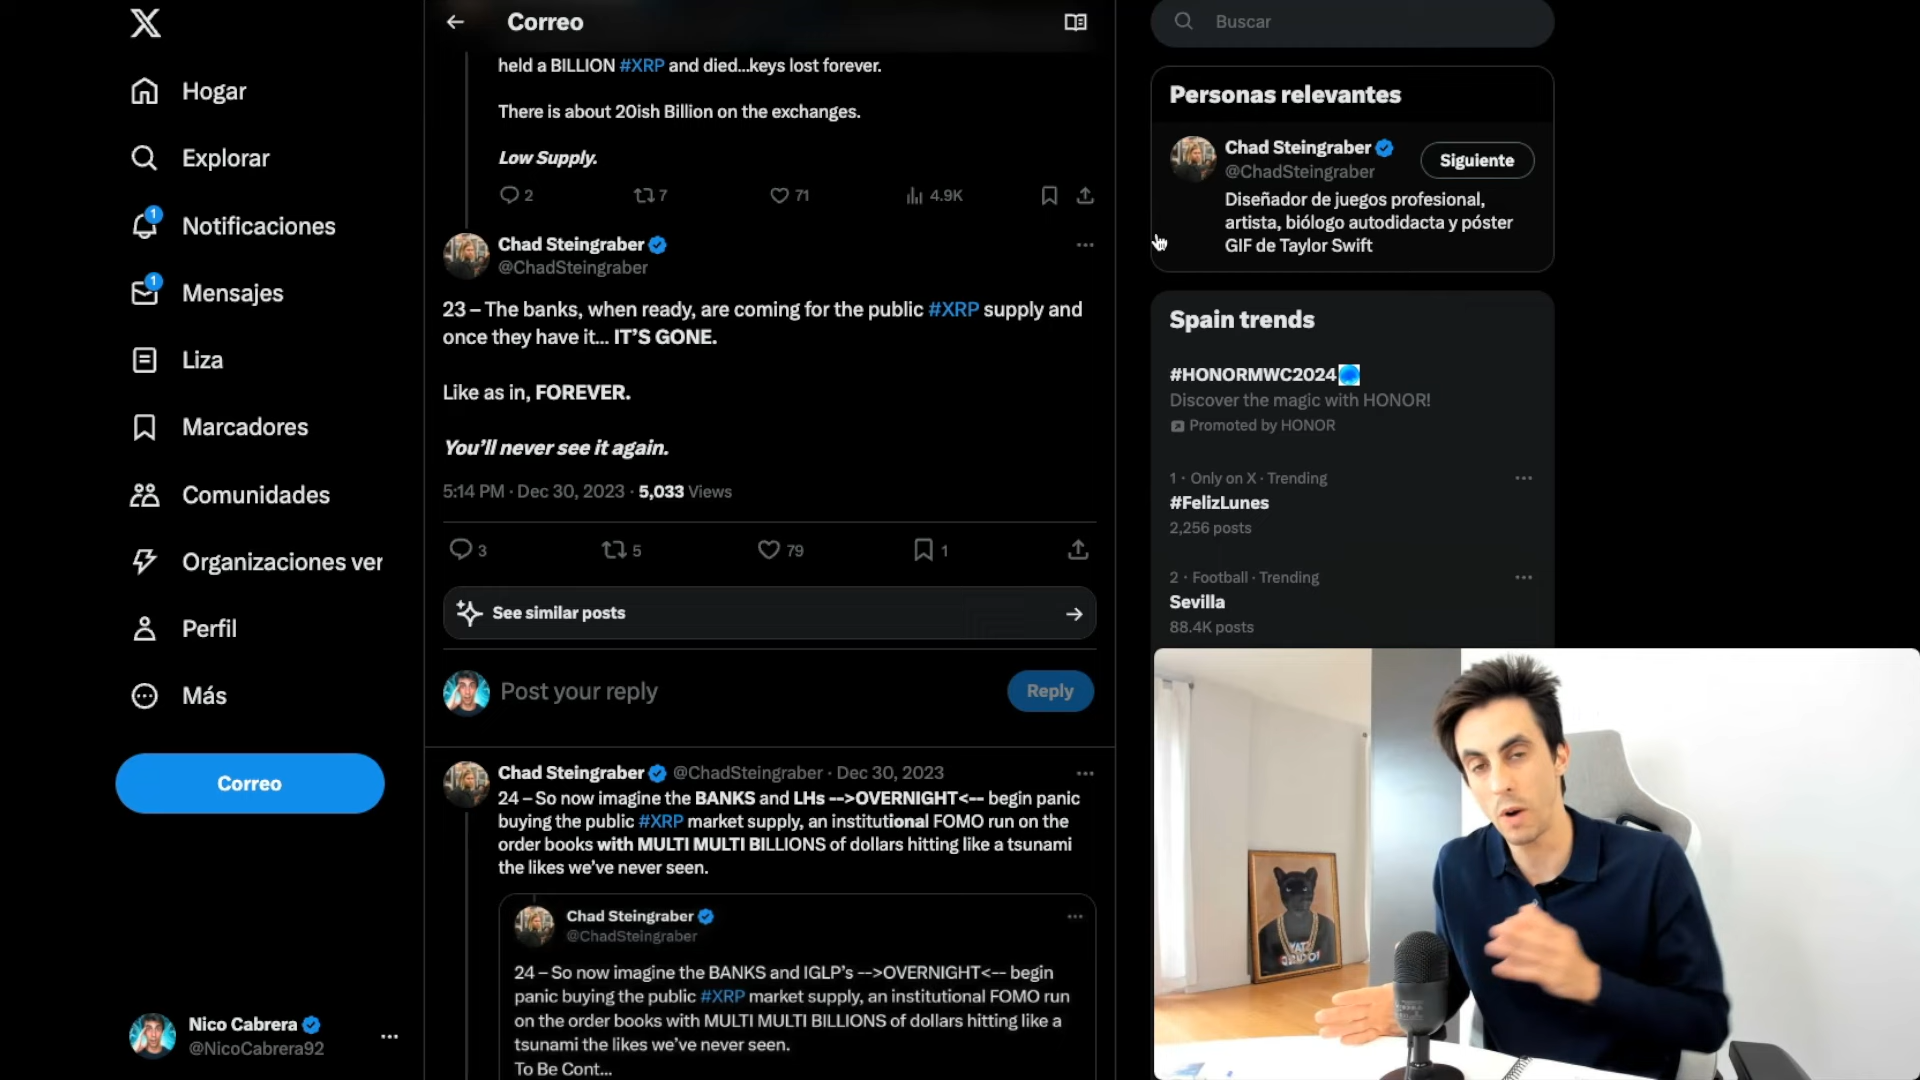 Hogar
Explorar
1
Notificaciones
1
Mensajes
Liza
Marcadores
Comunidades
Organizaciones ver
Perfil
Más
Correo
Nico Cabrera
@NicoCabrera92
Correo
held a BILLION #XRP and died...keys lost forever.
There is about 20ish Billion on the exchanges.
Low Supply.
2
7
71
4.9K
Chad Steingraber
@ChadSteingraber
23 – The banks, when ready, are coming for the public #XRP supply and
once they have it... IT'S GONE.
Like as in, FOREVER.
You'll never see it again.
5:14 PM · Dec 30, 2023 · 5,033 Views
3
5
79
1
See similar posts
Post your reply
Reply
Chad Steingraber @ChadSteingraber · Dec 30, 2023
24 – So now imagine the BANKS and LHs -->OVERNIGHT<-- begin panic
buying the public #XRP market supply, an institutional FOMO run on the
order books with MULTI MULTI BILLIONS of dollars hitting like a tsunami
the likes we've never seen.
Chad Steingraber
@ChadSteingraber
24 – So now imagine the BANKS and IGLP's -->OVERNIGHT<-- begin
panic buying the public #XRP market supply, an institutional FOMO run
on the order books with MULTI MULTI BILLIONS of dollars hitting like a
tsunami the likes we've never seen.
To Be Cont...
Buscar
Personas relevantes
Chad Steingraber
@ChadSteingraber
Siguiente
Diseñador de juegos profesional,
artista, biólogo autodidacta y póster
GIF de Taylor Swift
Spain trends
#HONORMWC2024
Discover the magic with HONOR!
Promoted by HONOR
1 · Only on X · Trending
#FelizLunes
2,256 posts
2 · Football · Trending
Sevilla
88.4K posts